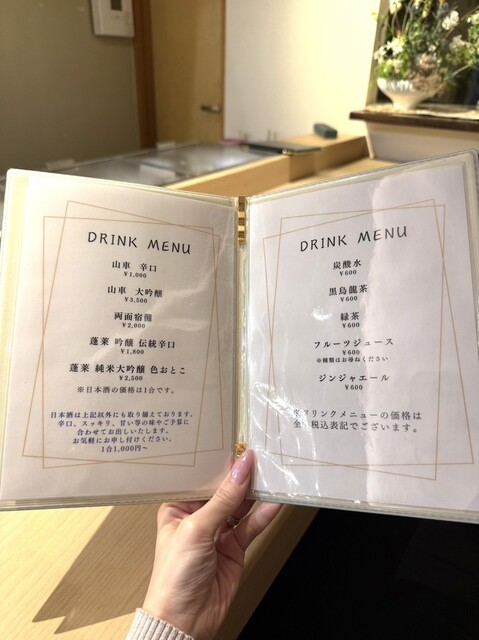 DRINK MENU
山車 辛口
¥1,000
山車 大吟醸
¥3,500
両面宿儺
¥2,000
蓬莱 吟醸 伝統辛口
¥1,800
蓬莱 純米大吟醸 色おとこ
¥2,500
※日本酒の価格は1合です。
日本酒は上記以外にも取り揃えております。
辛口、スッキリ、甘い等の味やご予算に
合わせてお出しいたします。
お気軽にお申し付けください。
1合1,000円～
DRINK MENU
炭酸水
¥600
黒烏龍茶
¥600
緑茶
¥600
フルーツジュース
¥600
※種類はお尋ねください
ジンジャエール
¥600
ドリンクメニューの価格は
全て税込表記でございます。